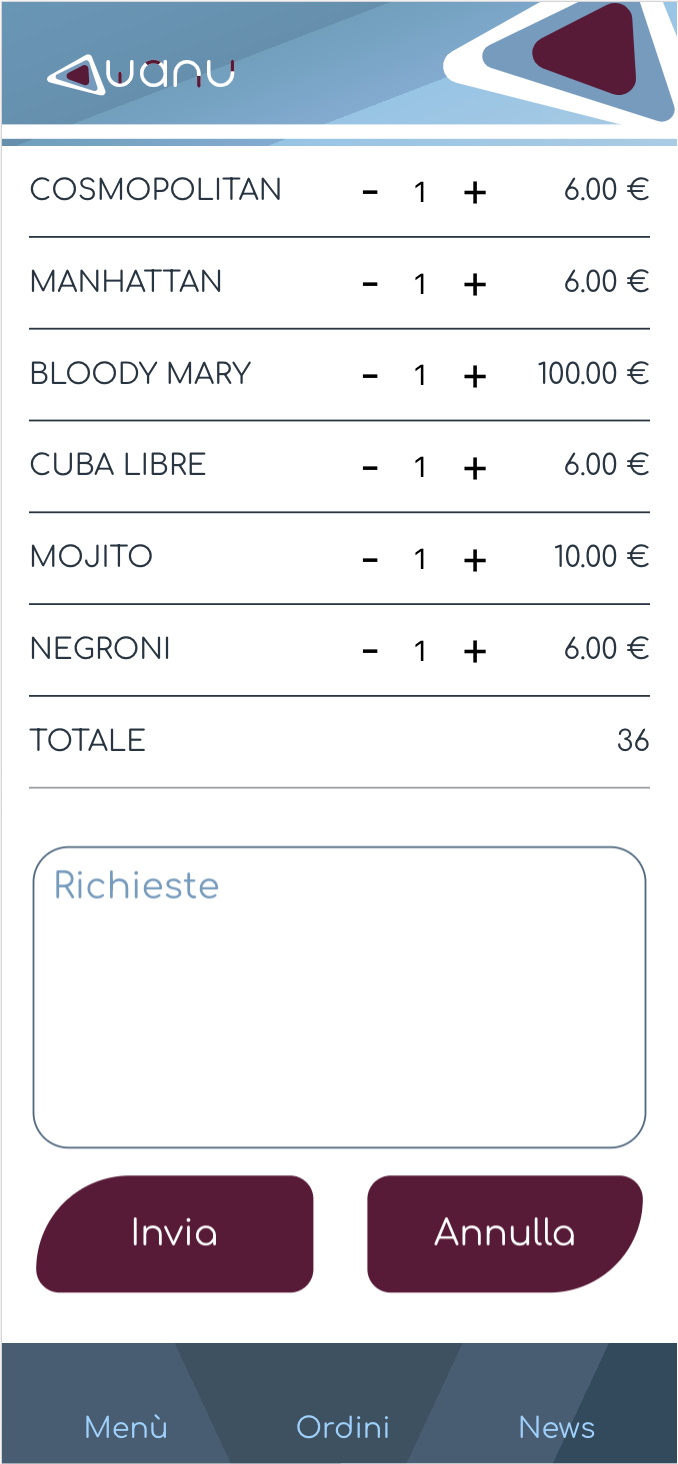 Quanu
COSMOPOLITAN - 1 + 6.00 €
MANHATTAN - 1 + 6.00 €
BLOODY MARY - 1 + 100.00 €
CUBA LIBRE - 1 + 6.00 €
MOJITO - 1 + 10.00 €
NEGRONI - 1 + 6.00 €
TOTALE 36
Richieste
Invia Annulla
Menù Ordini News